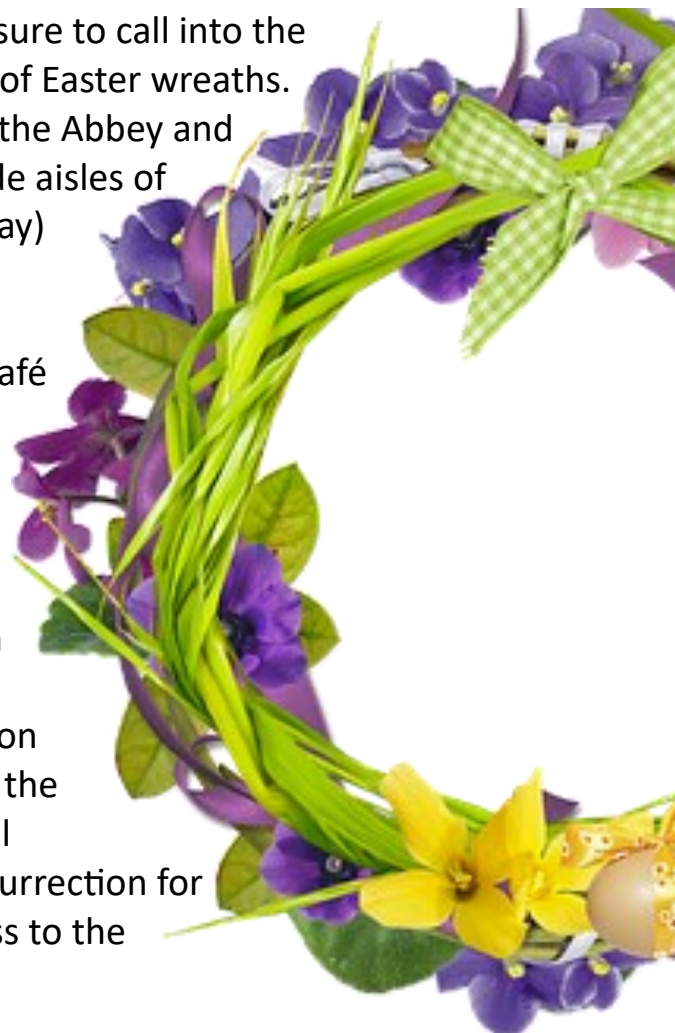 sure to call into the
of Easter wreaths.
the Abbey and
de aisles of
ay)
afé
on
the
l
urrection for
ss to the